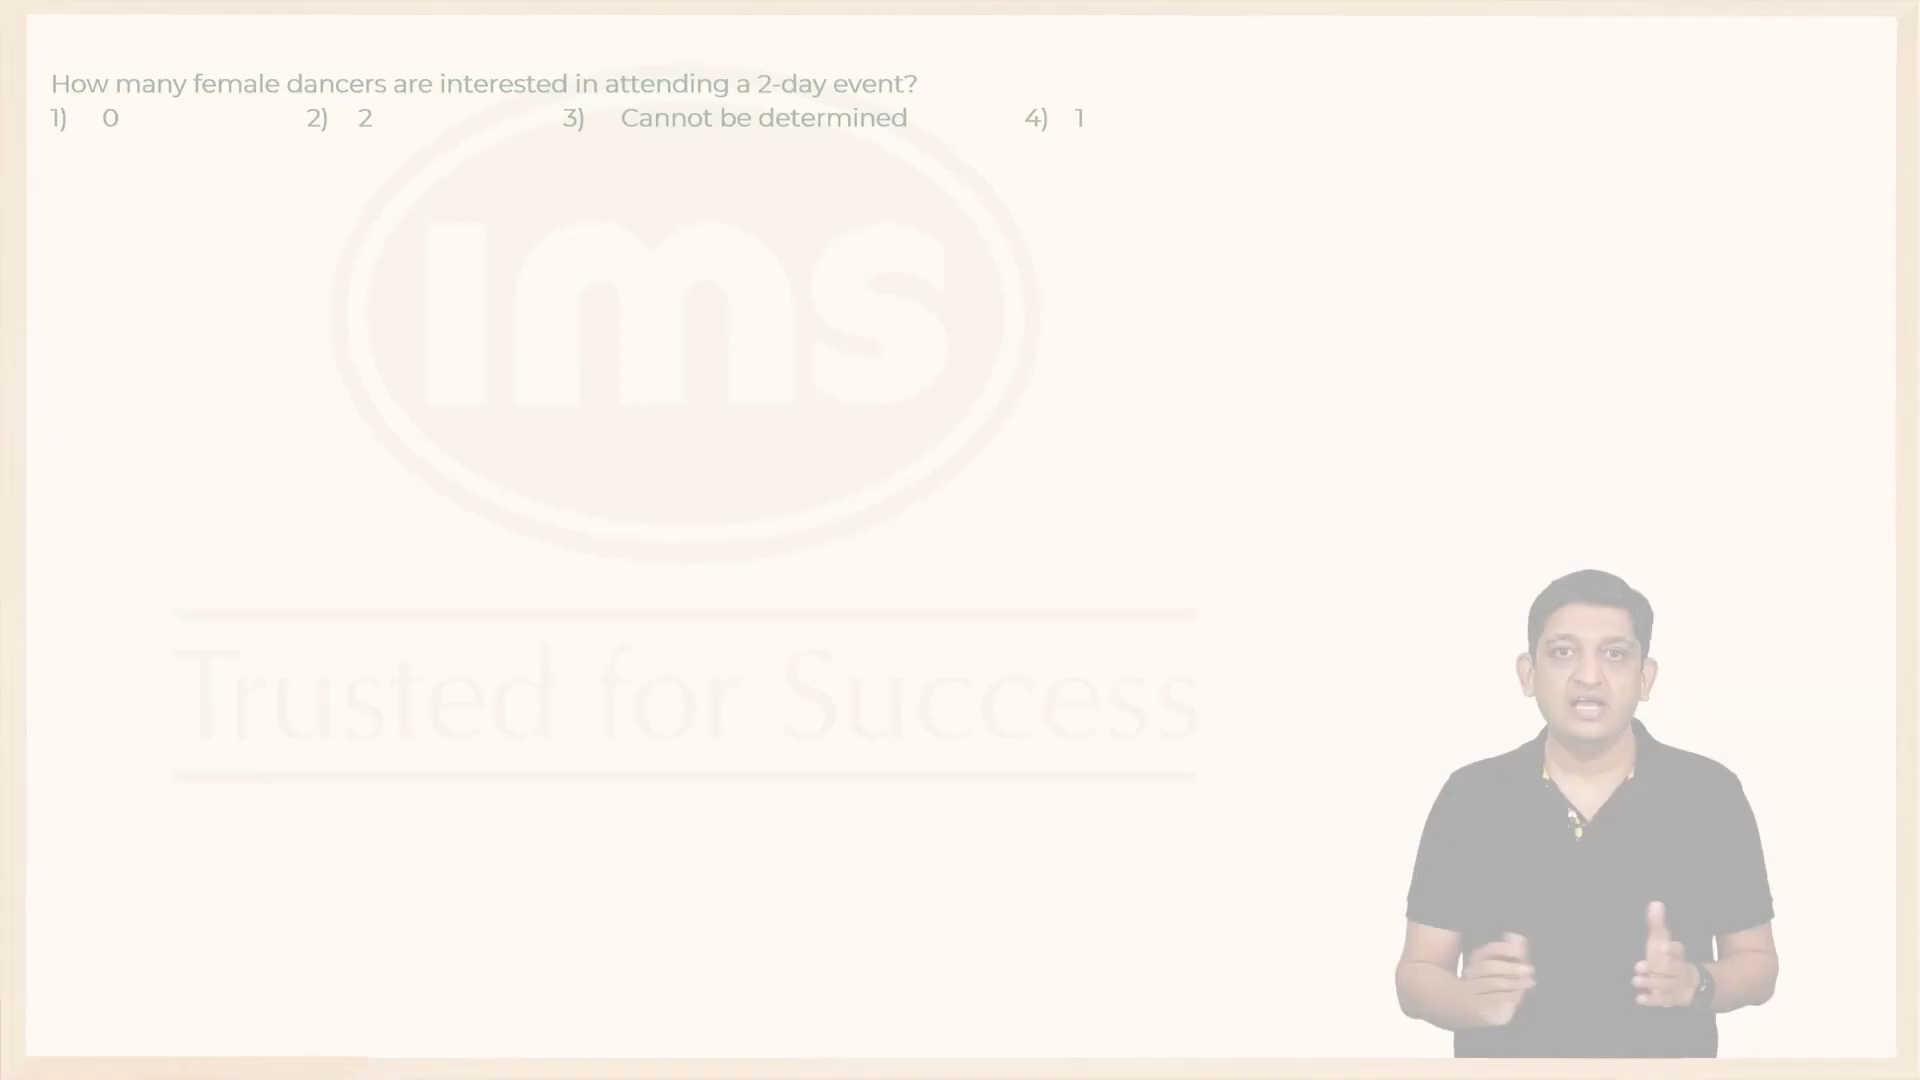 How many female dancers are interested in attending a 2-day event?
1) 0 2) 2 3) Cannot be determined 4) 1
ims
Trusted for Success